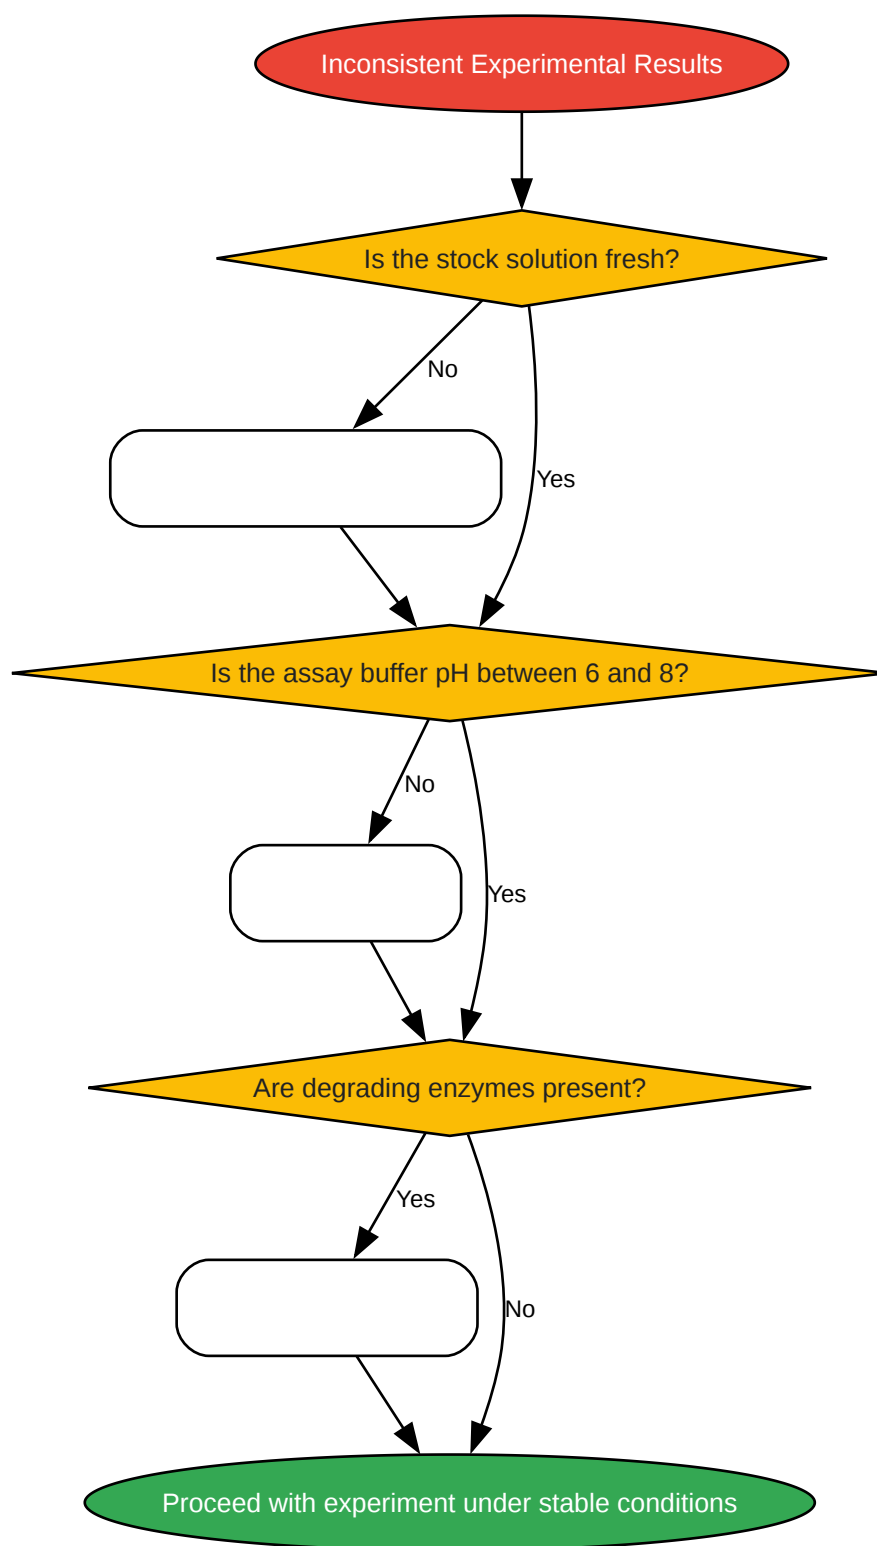 Inconsistent Experimental Results
Is the stock solution fresh?
No
Yes
Is the assay buffer pH between 6 and 8?
No
Yes
Are degrading enzymes present?
Yes
No
Proceed with experiment under stable conditions